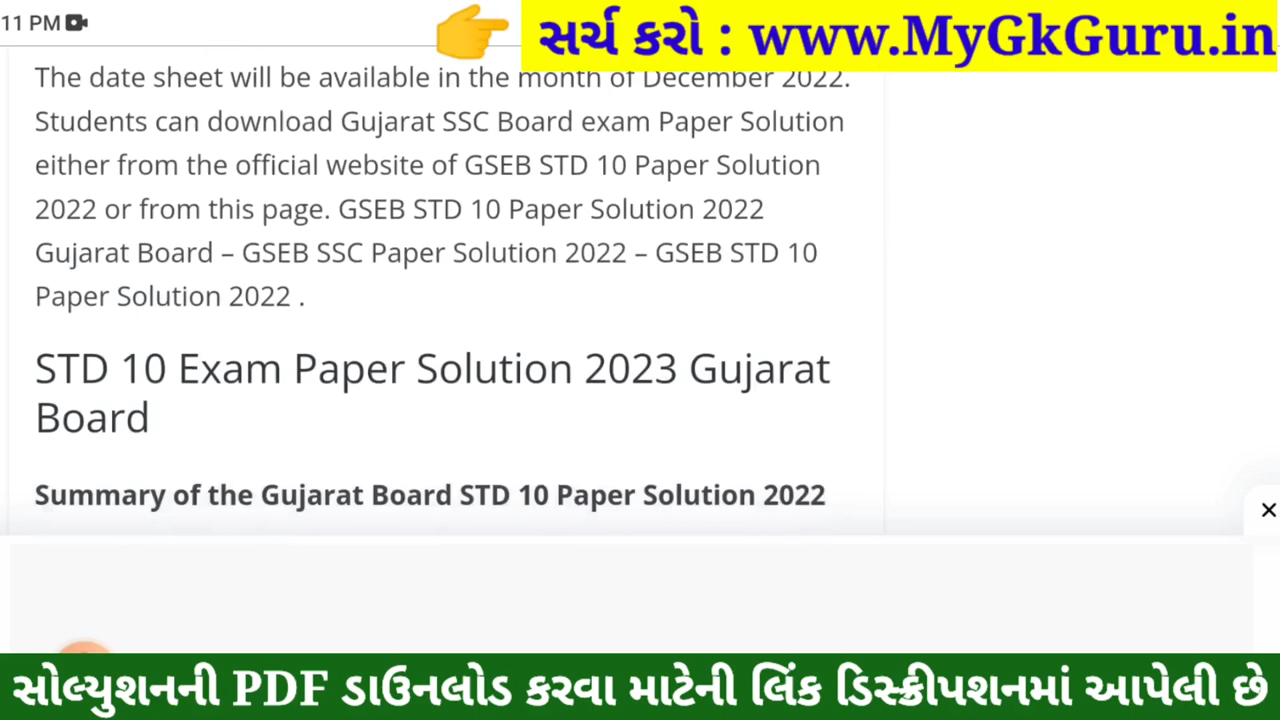 11 PM
સર્ચ કરો : www.MyGkGuru.in
The date sheet will be available in the month of December 2022.
Students can download Gujarat SSC Board exam Paper Solution
either from the official website of GSEB STD 10 Paper Solution
2022 or from this page. GSEB STD 10 Paper Solution 2022
Gujarat Board – GSEB SSC Paper Solution 2022 – GSEB STD 10
Paper Solution 2022 .
STD 10 Exam Paper Solution 2023 Gujarat
Board
Summary of the Gujarat Board STD 10 Paper Solution 2022
સોલ્યુશનની PDF ડાઉનલોડ કરવા માટેની લિંક ડિસ્ક્રીપશનમાં આપેલી છે